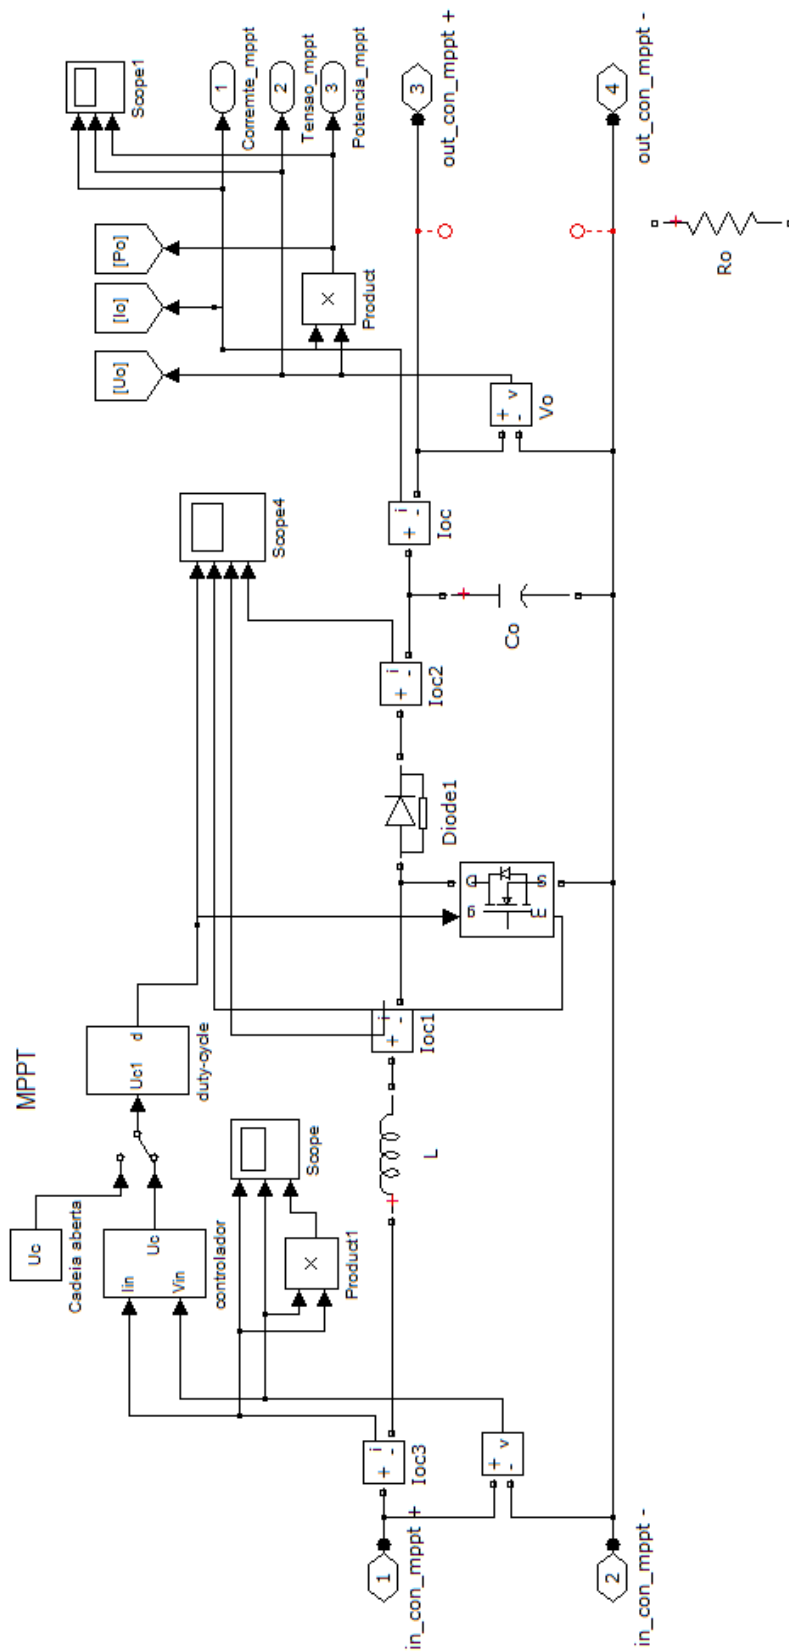 MPPT
Uc
Cadeia aberta
Iin
Vin
Uc
controlador
Uc1
d
duty-cycle
Scope
×
Product1
Scope4
[Uo]
[Io]
[Po]
×
Product
Scope1
1
Corremte_mppt
2
Tensao_mppt
3
Potencia_mppt
1
in_con_mppt +
+
-
i
Ioc3
+
-
v
L
+
+
-
i
Ioc1
g
D
E
S
Diode1
+
-
i
Ioc2
+
Co
+
-
i
Ioc
+
-
v
Vo
3
out_con_mppt +
2
in_con_mppt -
4
out_con_mppt -
+
Ro